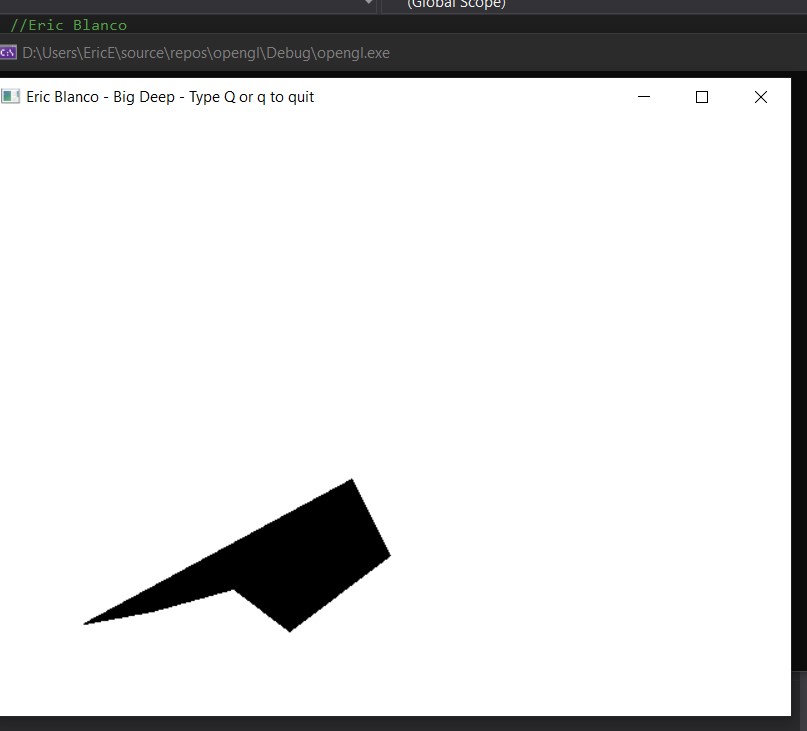 (Global Scope)
//Eric Blanco
C:\ D:\Users\EricE\source\repos\opengl\Debug\opengl.exe
Eric Blanco - Big Deep - Type Q or q to quit